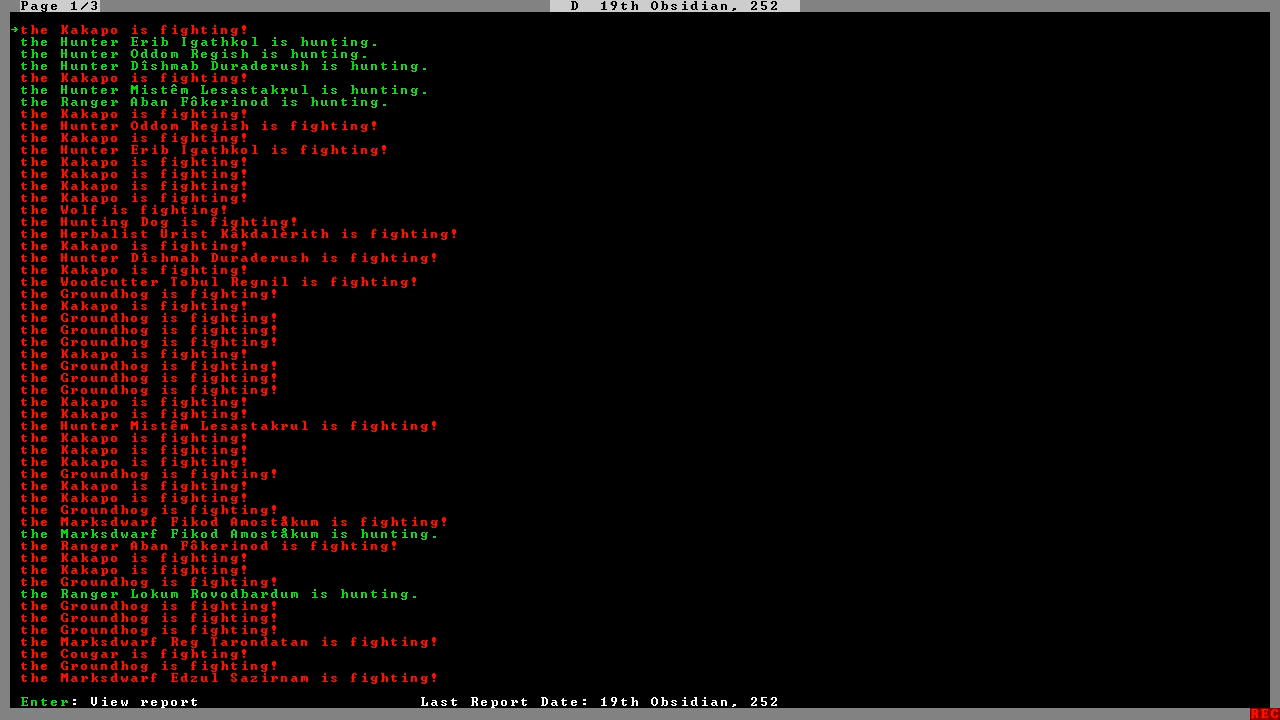 Page 1/3 D 19th Obsidian, 252
→the Kakapo is fighting!
the Hunter Erib Igathkol is hunting.
the Hunter Oddom Regish is hunting.
the Hunter Dîshmab Duraderush is hunting.
the Kakapo is fighting!
the Hunter Mistêm Lesastakrul is hunting.
the Ranger Aban Fôkerinod is hunting.
the Kakapo is fighting!
the Hunter Oddom Regish is fighting!
the Kakapo is fighting!
the Hunter Erib Igathkol is fighting!
the Kakapo is fighting!
the Kakapo is fighting!
the Kakapo is fighting!
the Kakapo is fighting!
the Wolf is fighting!
the Hunting Dog is fighting!
the Herbalist Urist Kåkdalèrith is fighting!
the Kakapo is fighting!
the Hunter Dîshmab Duraderush is fighting!
the Kakapo is fighting!
the Woodcutter Tobul Regnil is fighting!
the Groundhog is fighting!
the Kakapo is fighting!
the Groundhog is fighting!
the Groundhog is fighting!
the Groundhog is fighting!
the Kakapo is fighting!
the Groundhog is fighting!
the Groundhog is fighting!
the Groundhog is fighting!
the Kakapo is fighting!
the Kakapo is fighting!
the Hunter Mistêm Lesastakrul is fighting!
the Kakapo is fighting!
the Kakapo is fighting!
the Kakapo is fighting!
the Groundhog is fighting!
the Kakapo is fighting!
the Kakapo is fighting!
the Groundhog is fighting!
the Marksdwarf Fikod Amoståkum is fighting!
the Marksdwarf Fikod Amoståkum is hunting.
the Ranger Aban Fôkerinod is fighting!
the Kakapo is fighting!
the Kakapo is fighting!
the Groundhog is fighting!
the Ranger Lokum Rovodbardum is hunting.
the Groundhog is fighting!
the Groundhog is fighting!
the Groundhog is fighting!
the Marksdwarf Reg Tarondatan is fighting!
the Cougar is fighting!
the Groundhog is fighting!
the Marksdwarf Edzul Sazirnam is fighting!
Enter: View report Last Report Date: 19th Obsidian, 252
REC